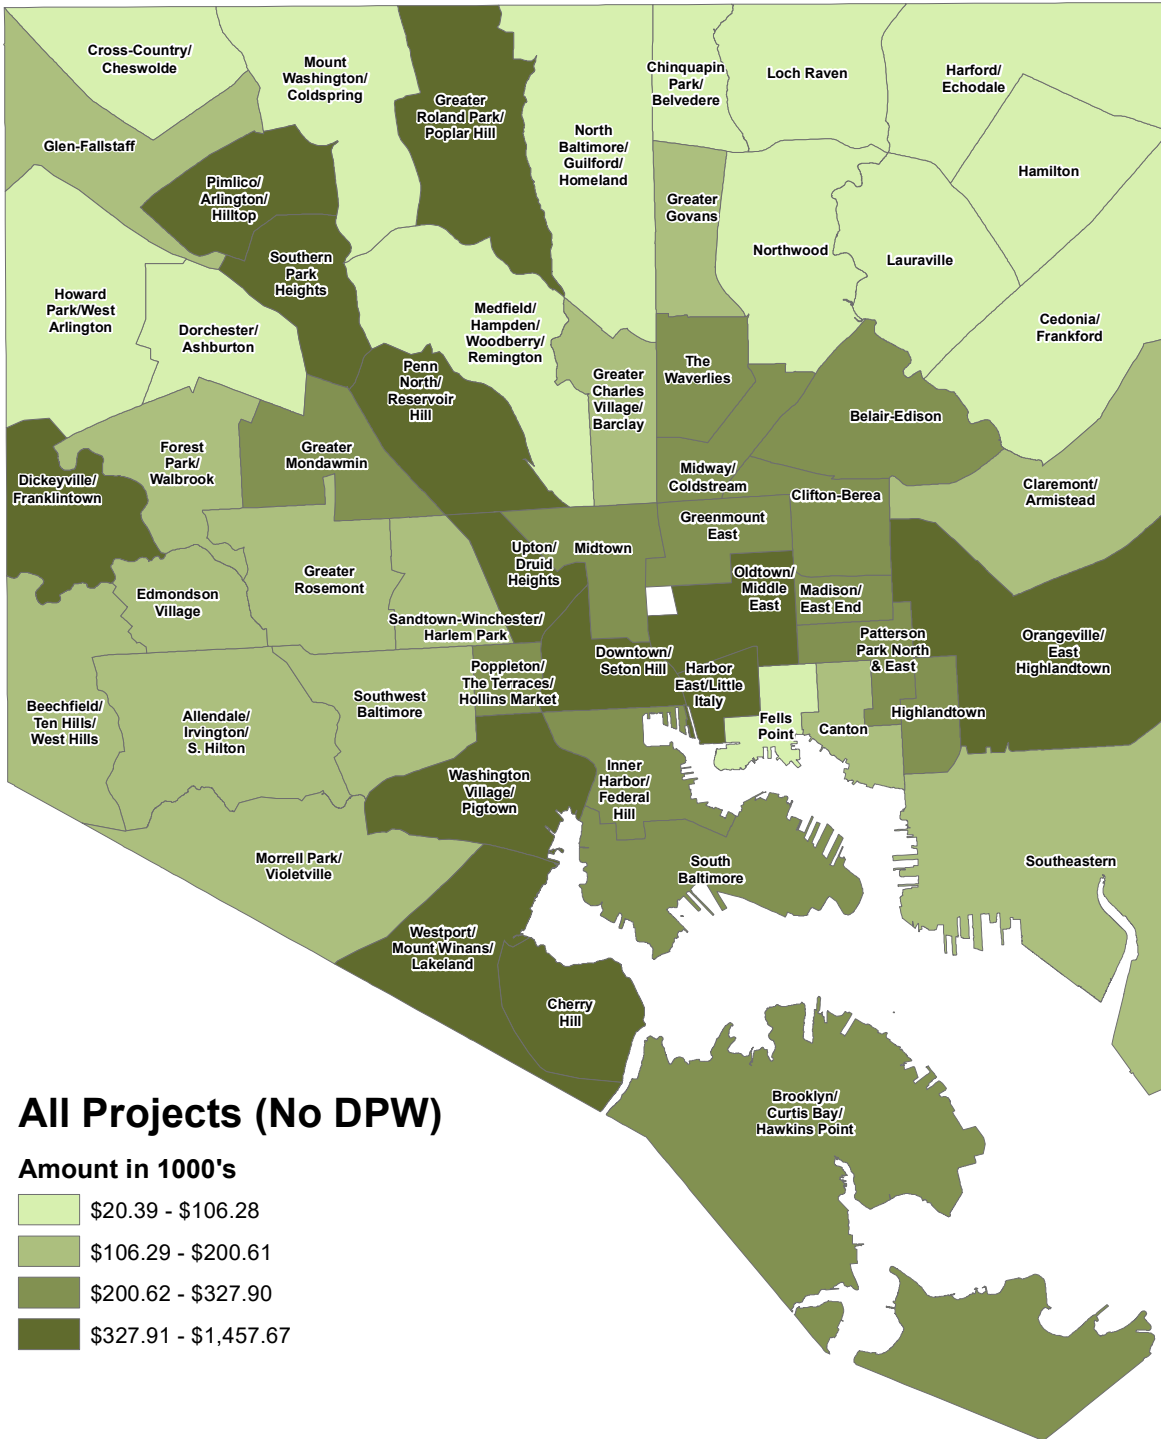 Cross-Country/
Cheswolde
Mount
Washington/
Coldspring
Greater
Roland Park/
Poplar Hill
North
Baltimore/
Guilford/
Homeland
Chinquapin
Park/
Belvedere
Loch Raven
Harford/
Echodale
Glen-Fallstaff
Pimlico/
Arlington/
Hilltop
Greater
Govans
Hamilton
Southern
Park
Heights
Northwood
Lauraville
Howard
Park/West
Arlington
Dorchester/
Ashburton
Medfield/
Hampden/
Woodberry/
Remington
Cedonia/
Frankford
Penn
North/
Reservoir
Hill
Greater
Charles
Village/
Barclay
The
Waverlies
Belair-Edison
Forest
Park/
Walbrook
Greater
Mondawmin
Dickeyville/
Franklintown
Midway/
Coldstream
Clifton-Berea
Claremont/
Armistead
Greenmount
East
Upton/
Druid
Heights
Midtown
Edmondson
Village
Greater
Rosemont
Oldtown/
Middle
East
Madison/
East End
Sandtown-Winchester/
Harlem Park
Downtown/
Seton Hill
Patterson
Park North
& East
Orangeville/
East
Highlandtown
Poppleton/
The Terraces/
Hollins Market
Harbor
East/Little
Italy
Beechfield/
Ten Hills/
West Hills
Allendale/
Irvington/
S. Hilton
Southwest
Baltimore
Fells
Point
Canton
Highlandtown
Washington
Village/
Pigtown
Inner
Harbor/
Federal
Hill
Morrell Park/
Violetville
South
Baltimore
Southeastern
Westport/
Mount Winans/
Lakeland
Cherry
Hill
Brooklyn/
Curtis Bay/
Hawkins Point
All Projects (No DPW)
Amount in 1000's
$20.39 - $106.28
$106.29 - $200.61
$200.62 - $327.90
$327.91 - $1,457.67